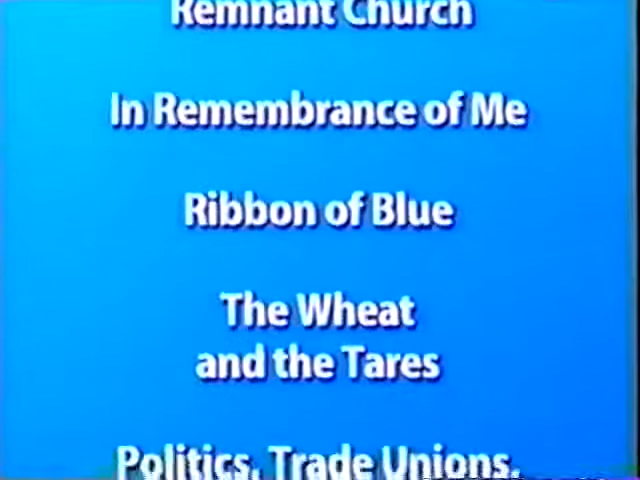 Remnant Church
In Remembrance of Me
Ribbon of Blue
The Wheat
and the Tares
Politics, Trade Unions,